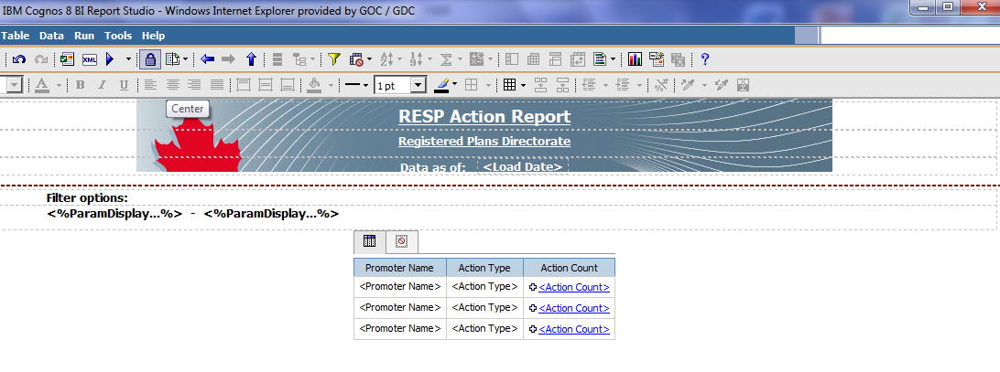 IBM Cognos 8 BI Report Studio - Windows Internet Explorer provided by GOC / GDC
Table Data Run Tools Help
XML
?
A B I U 1 pt
Center
RESP Action Report
Registered Plans Directorate
Data as of: <Load Date>
Filter options:
<%ParamDisplay...%> - <%ParamDisplay...%>
Promoter Name Action Type Action Count
<Promoter Name> <Action Type> <Action Count>
<Promoter Name> <Action Type> <Action Count>
<Promoter Name> <Action Type> <Action Count>